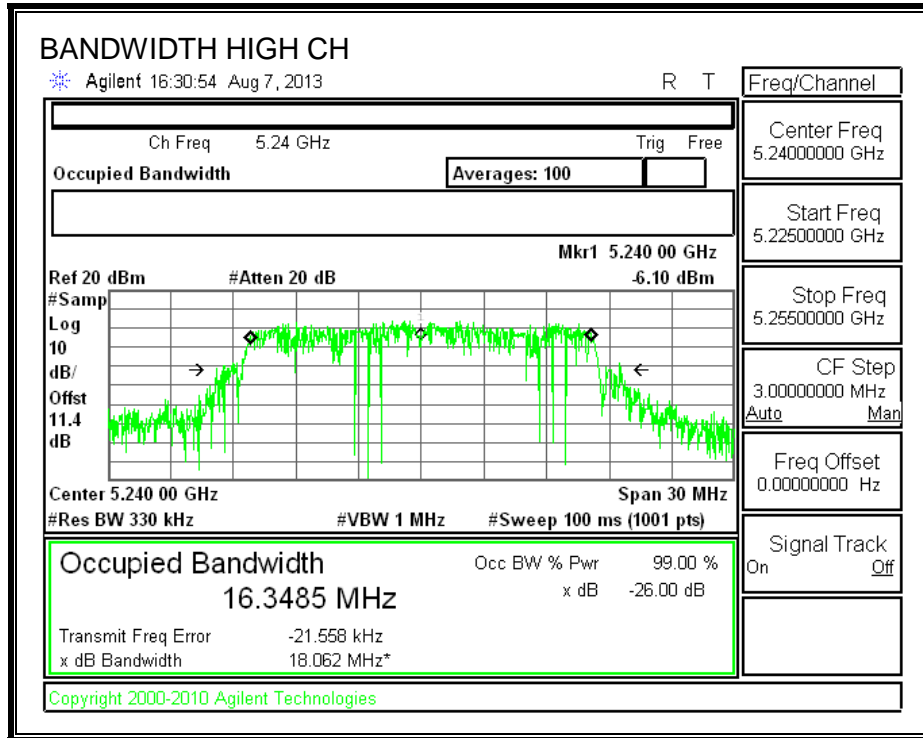 BANDWIDTH HIGH CH
Agilent 16:30:54 Aug 7, 2013 R T
Freq/Channel
Ch Freq 5.24 GHz Trig Free
Occupied Bandwidth Averages: 100
Mkr1 5.240 00 GHz
Ref 20 dBm #Atten 20 dB -6.10 dBm
#Samp
Log
10
dB/
Offst
11.4
dB
Center 5.240 00 GHz Span 30 MHz
#Res BW 330 kHz #VBW 1 MHz #Sweep 100 ms (1001 pts)
Occupied Bandwidth Occ BW % Pwr 99.00 %
16.3485 MHz x dB -26.00 dB
Transmit Freq Error -21.558 kHz
x dB Bandwidth 18.062 MHz*
Copyright 2000-2010 Agilent Technologies
Center Freq
5.24000000 GHz
Start Freq
5.22500000 GHz
Stop Freq
5.25500000 GHz
CF Step
3.00000000 MHz
Auto Man
Freq Offset
0.00000000 Hz
Signal Track
On Off